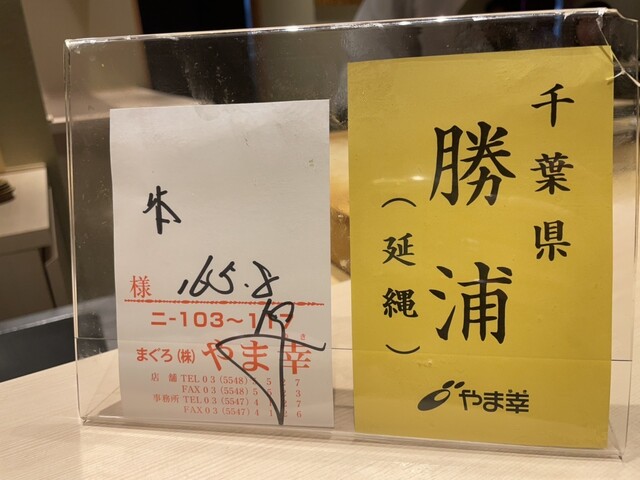 165.8
様
ニ-103〜117
まぐろ(株)やま幸
店舗 TEL 03(5548)
FAX 03(5548)
事務所 TEL 03(5547)
FAX 03(5547)
千葉県
勝浦
(延縄)
やま幸